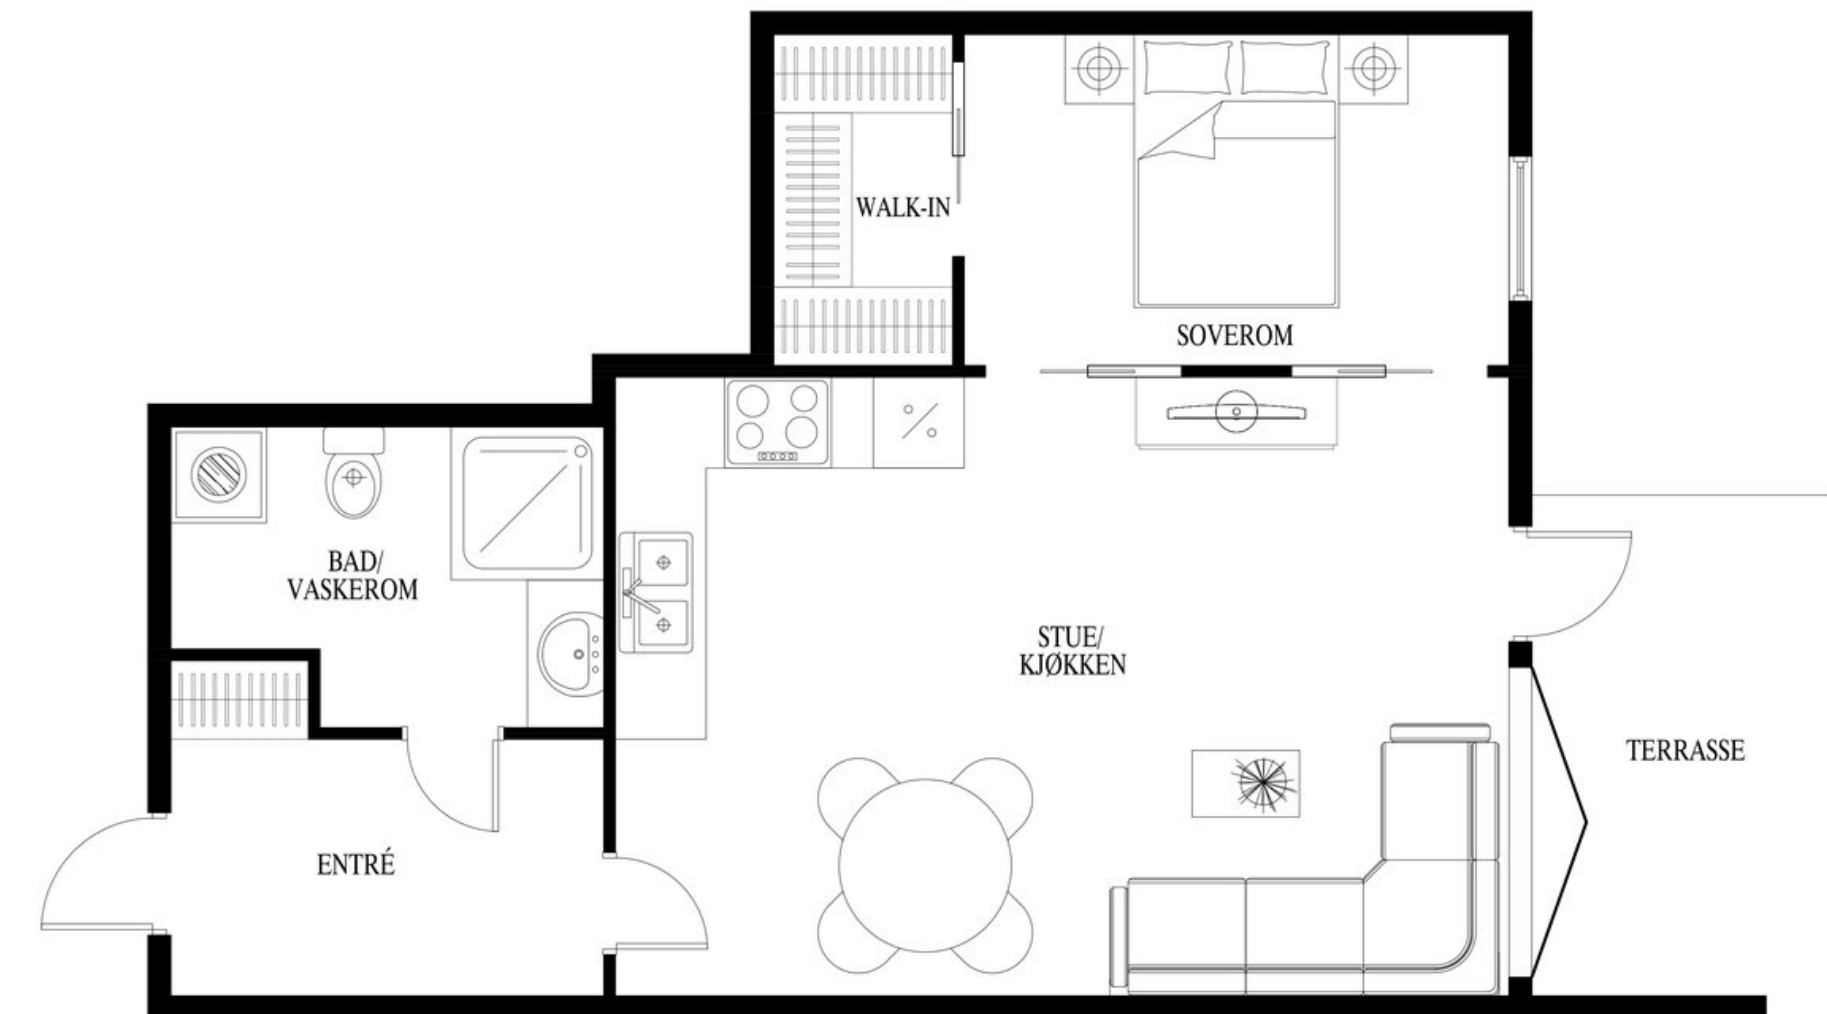 WALK-IN
SOVEROM
BAD/
VASKEROM
STUE/
KJØKKEN
TERRASSE
ENTRÉ